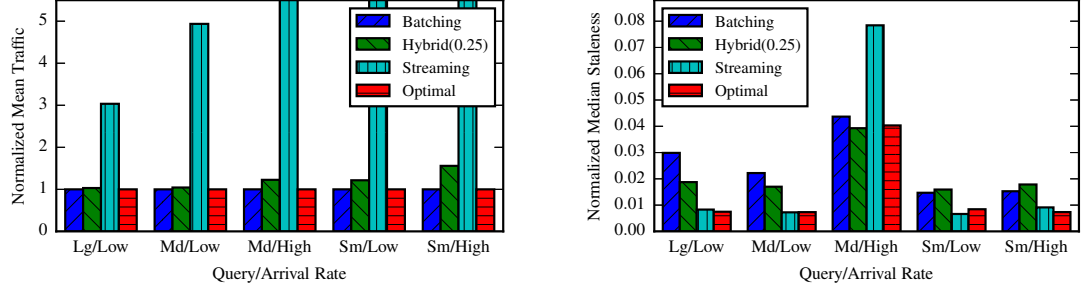 Normalized Mean Traffic
5
4
3
2
1
0
Batching
Hybrid(0.25)
Streaming
Optimal
Lg/Low Md/Low Md/High Sm/Low Sm/High
Query/Arrival Rate
Normalized Median Staleness
0.08
0.07
0.06
0.05
0.04
0.03
0.02
0.01
0.00
Batching
Hybrid(0.25)
Streaming
Optimal
Lg/Low Md/Low Md/High Sm/Low Sm/High
Query/Arrival Rate